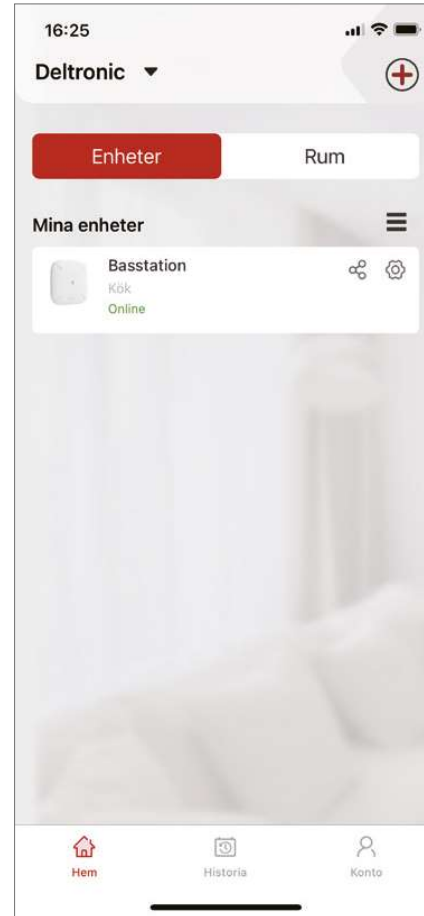 16:25
Deltronic
Enheter
Rum
Mina enheter
Basstation
Kök
Online
Hem
Historia
Konto